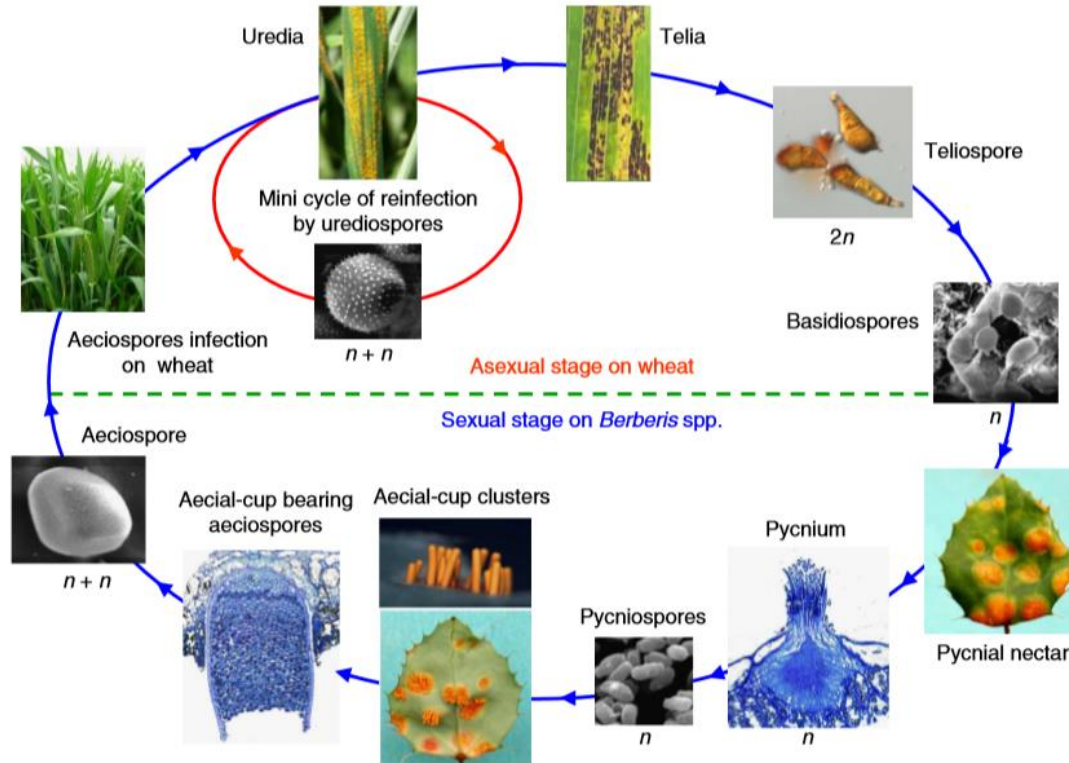 Uredia
Telia
Teliospore
2n
Mini cycle of reinfection
by urediospores
n + n
Basidiospores
n
Aeciospores infection
on wheat
Asexual stage on wheat
Sexual stage on Berberis spp.
Aeciospore
n + n
Aecial-cup bearing
aeciospores
Aecial-cup clusters
Pycniospores
n
Pycnium
n
Pycnial nectar